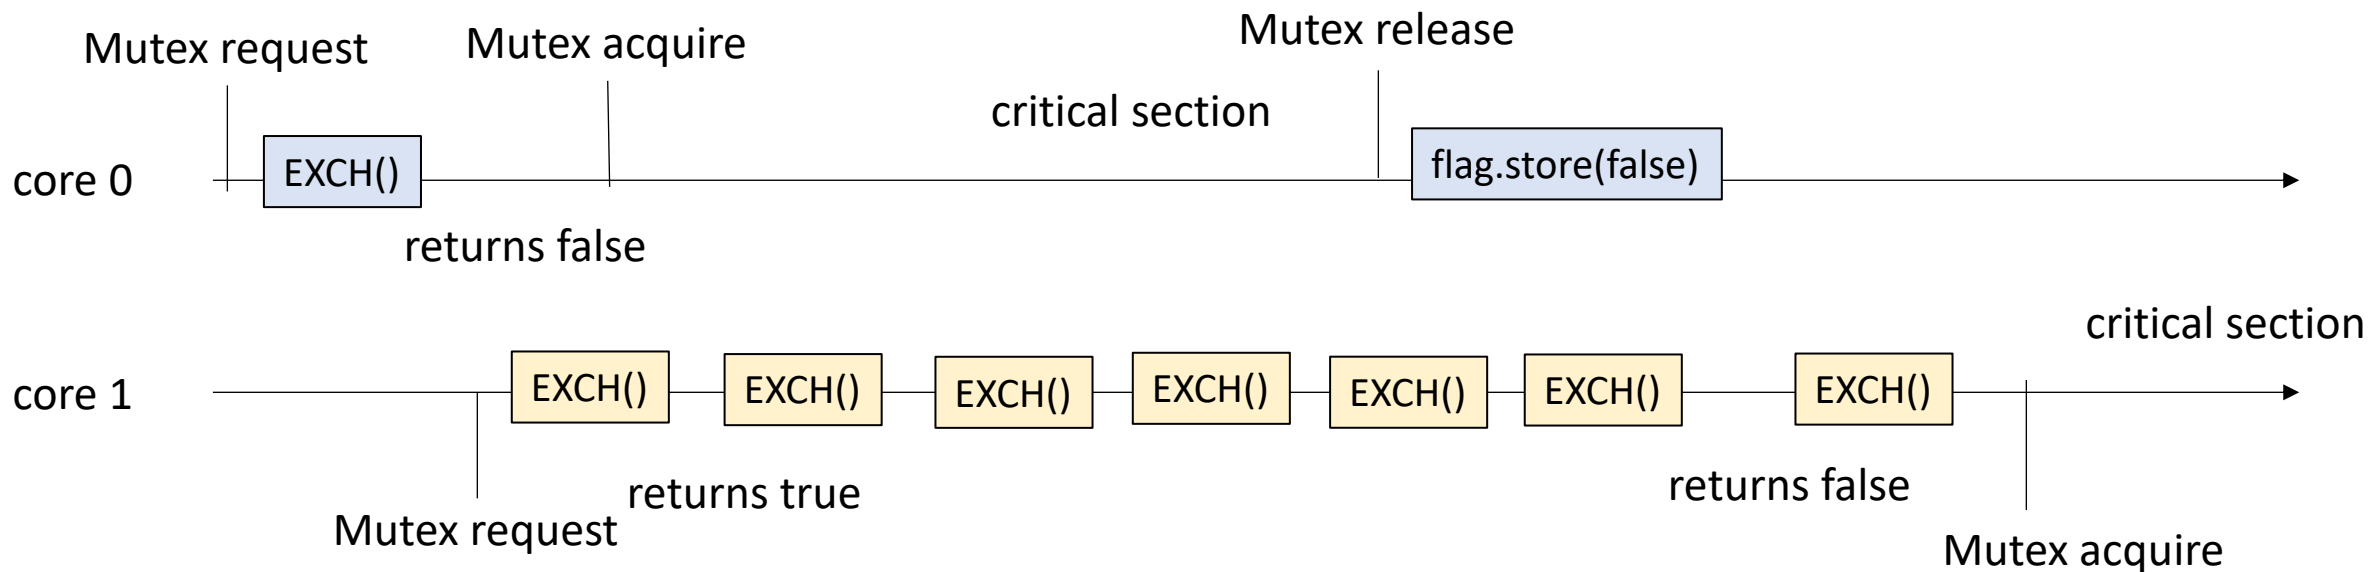 Mutex request
Mutex acquire
Mutex release
critical section
core 0
EXCH()
flag.store(false)
returns false
critical section
core 1
EXCH()
EXCH()
EXCH()
EXCH()
EXCH()
EXCH()
EXCH()
returns true
returns false
Mutex request
Mutex acquire